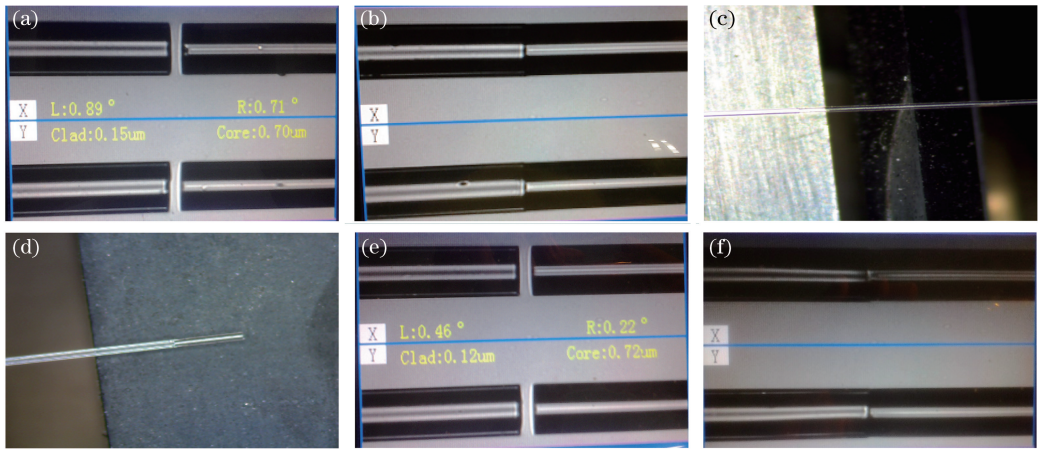 (a)
X L:0.89° R:0.71°
Y Clad:0.15um Core:0.70um
(b)
X
Y
(c)
(d)
(e)
X L:0.46° R:0.22°
Y Clad:0.12um Core:0.72um
(f)
X
Y